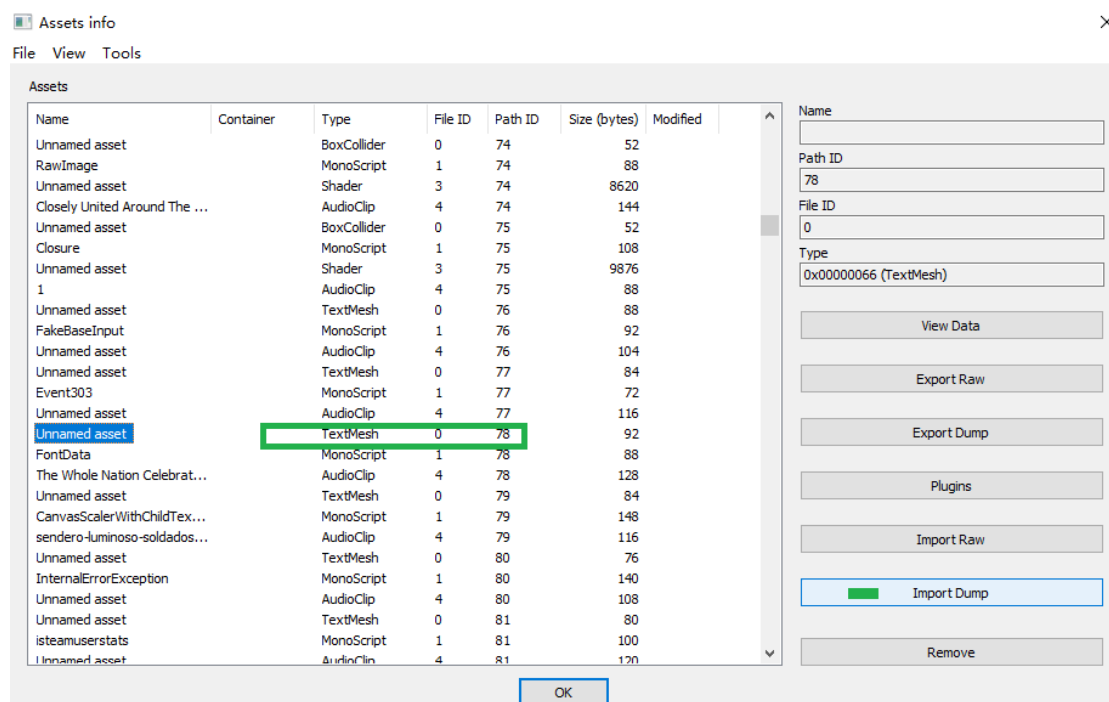 Assets info
File View Tools
Assets
Name Container Type File ID Path ID Size (bytes) Modified
Unnamed asset BoxCollider 0 74 52
RawImage MonoScript 1 74 88
Unnamed asset Shader 3 74 8620
Closely United Around The ... AudioClip 4 74 144
Unnamed asset BoxCollider 0 75 52
Closure MonoScript 1 75 108
Unnamed asset Shader 3 75 9876
1 AudioClip 4 75 88
Unnamed asset TextMesh 0 76 88
FakeBaseInput MonoScript 1 76 92
Unnamed asset AudioClip 4 76 104
Unnamed asset TextMesh 0 77 84
Event303 MonoScript 1 77 72
Unnamed asset AudioClip 4 77 116
Unnamed asset TextMesh 0 78 92
FontData MonoScript 1 78 88
The Whole Nation Celebrat... AudioClip 4 78 128
Unnamed asset TextMesh 0 79 84
CanvasScalerWithChildTex... MonoScript 1 79 148
sendero-luminoso-soldados... AudioClip 4 79 116
Unnamed asset TextMesh 0 80 76
InternalErrorException MonoScript 1 80 140
Unnamed asset AudioClip 4 80 108
Unnamed asset TextMesh 0 81 80
isteamuserstats MonoScript 1 81 100
Unnamed asset AudioClip 4 81 120
Name
Path ID
78
File ID
0
Type
0x00000066 (TextMesh)
View Data
Export Raw
Export Dump
Plugins
Import Raw
Import Dump
Remove
OK